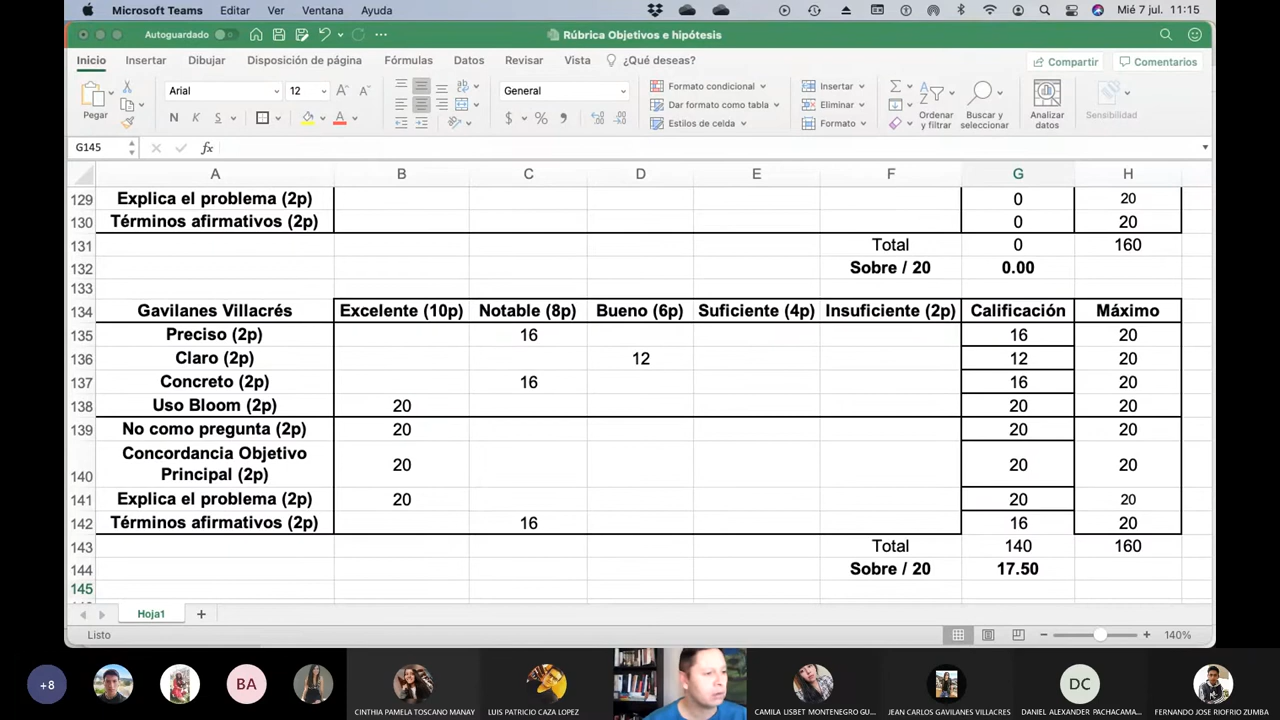 Microsoft Teams Editar Ver Ventana Ayuda Mié 7 jul. 11:15
Autoguardado Rúbrica Objetivos e hipótesis
Inicio Insertar Dibujar Disposición de página Fórmulas Datos Revisar Vista ¿Qué deseas? Compartir Comentarios
Pegar Arial 12 General Formato condicional Insertar
N K S Dar formato como tabla Eliminar
Estilos de celda Formato
Ordenar y filtrar Buscar y seleccionar Analizar datos Sensibilidad
G145 fx
A B C D E F G H
129 Explica el problema (2p) 0 20
130 Términos afirmativos (2p) 0 20
131 Total 0 160
132 Sobre / 20 0.00
133
134 Gavilanes Villacrés Excelente (10p) Notable (8p) Bueno (6p) Suficiente (4p) Insuficiente (2p) Calificación Máximo
135 Preciso (2p) 16 16 20
136 Claro (2p) 12 12 20
137 Concreto (2p) 16 16 20
138 Uso Bloom (2p) 20 20 20
139 No como pregunta (2p) 20 20 20
Concordancia Objetivo
140 Principal (2p) 20 20 20
141 Explica el problema (2p) 20 20 20
142 Términos afirmativos (2p) 16 16 20
143 Total 140 160
144 Sobre / 20 17.50
145
Hoja1 +
Listo 140%
+8 BA DC
CINTHIA PAMELA TOSCANO MANAY LUIS PATRICIO CAZA LOPEZ CAMILA LISBET MONTENEGRO GU... JEAN CARLOS GAVILANES VILLACRES DANIEL ALEXANDER PACHACAMA... FERNANDO JOSE RIOFRIO ZUMBA